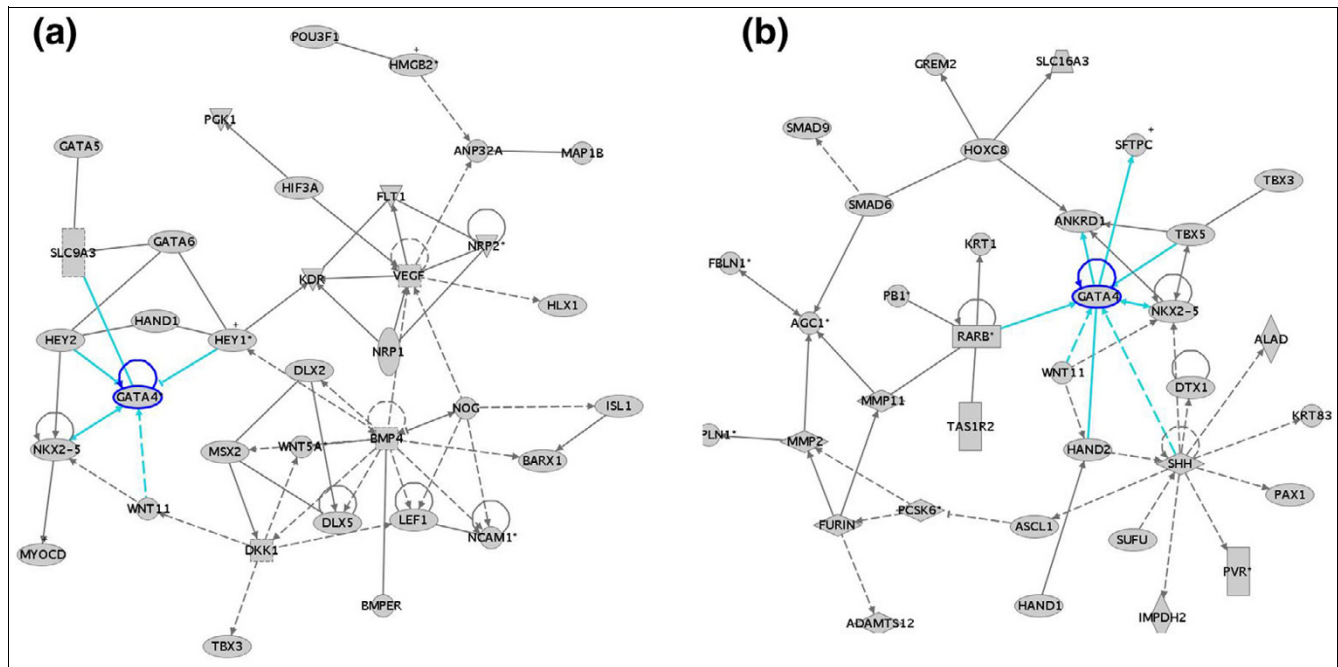 (a)
POU3F1
+
HMGB2*
PGK1
GATA5
ANP32A
MAP1B
HIF3A
FLT1
GATA6
NRP2*
SLC9A3
KDR
VEGF
HLX1
HAND1
+
HEY2
HEY1*
NRP1
DLX2
GATA4*
NOG
ISL1
BMP4
NKX2-5
MSX2
WNT5A*
BARX1
WNT11
DLX5
LEF1
NCAM1*
MYOCD
DKK1
BMPER
TBX3
(b)
GREM2
SLC16A3
SMAD9
+
HOXC8
SFTPC
TBX3
SMAD6
ANKRD1
TBX5
KRT1
FBLN1*
PB1*
GATA4
NKX2-5
AGC1*
RARB*
ALAD
WNT11
DTX1
MMP11
TAS1R2
KRT83
PLN1*
MMP2
HAND2
SHH
PAX1
PCSK6*
FURIN
ASCL1
SUFU
PVR*
HAND1
IMPDH2
ADAMTS12